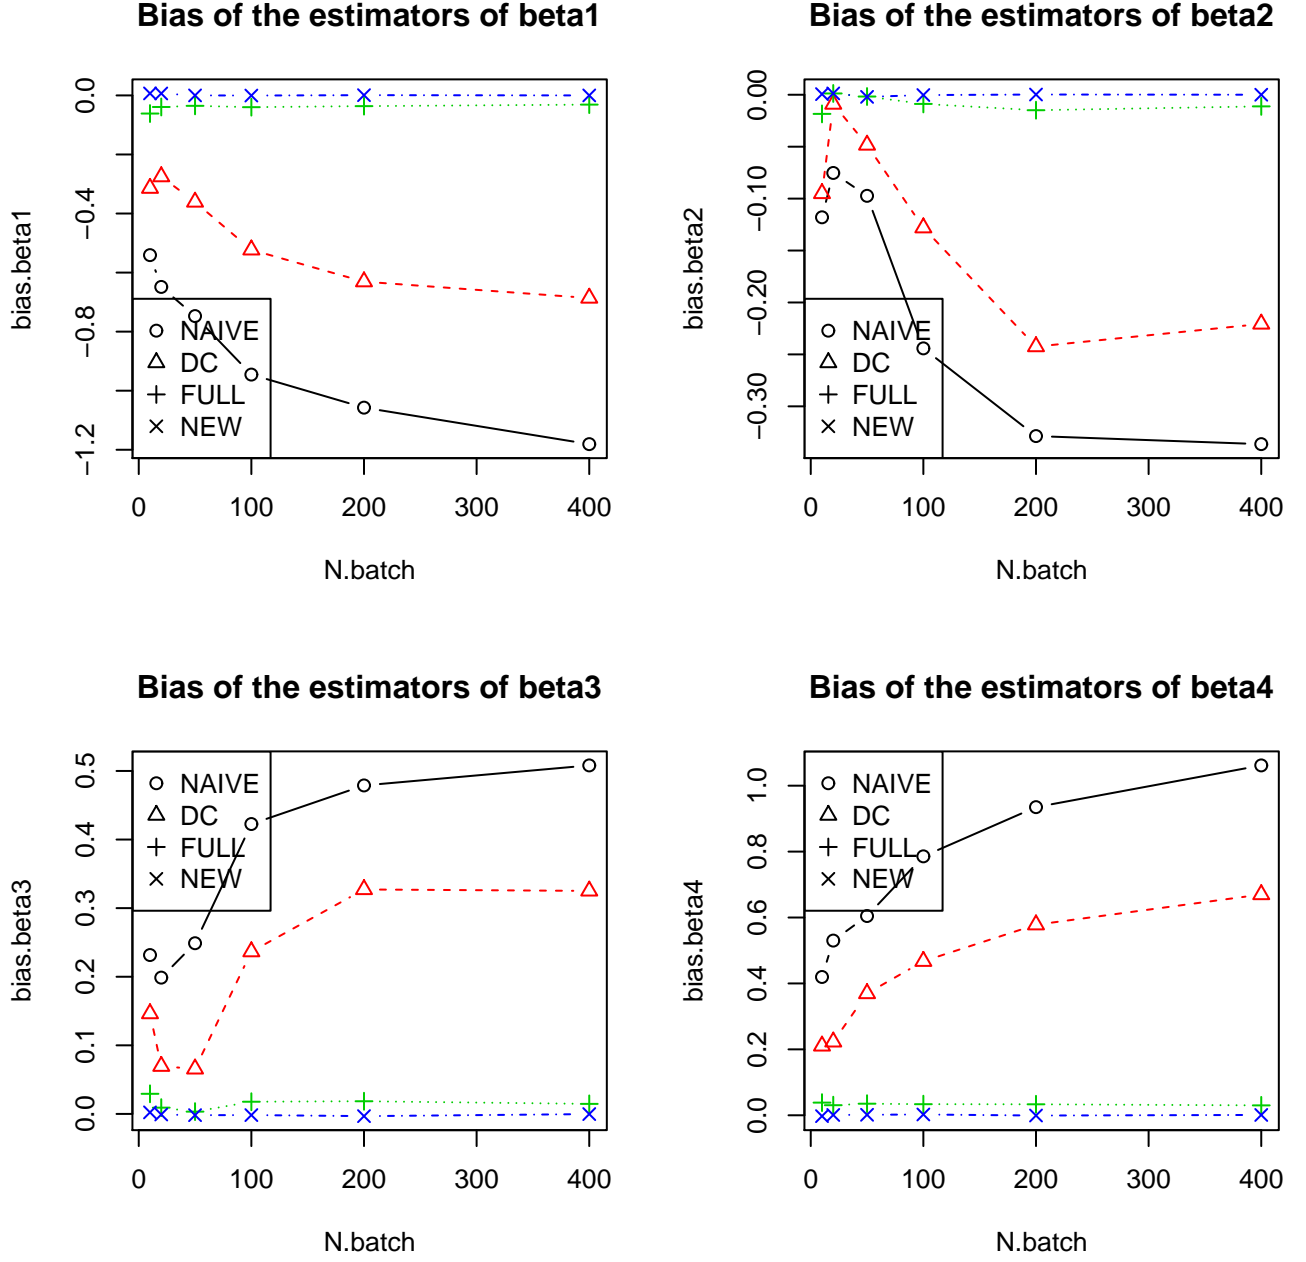 Bias of the estimators of beta1
bias.beta1
0.0
−0.4
−0.8
−1.2
NAIVE
DC
FULL
NEW
0 100 200 300 400
N.batch
Bias of the estimators of beta2
bias.beta2
0.00
−0.10
−0.20
−0.30
NAIVE
DC
FULL
NEW
0 100 200 300 400
N.batch
Bias of the estimators of beta3
bias.beta3
0.5
0.4
0.3
0.2
0.1
0.0
NAIVE
DC
FULL
NEW
0 100 200 300 400
N.batch
Bias of the estimators of beta4
bias.beta4
1.0
0.8
0.6
0.4
0.2
0.0
NAIVE
DC
FULL
NEW
0 100 200 300 400
N.batch